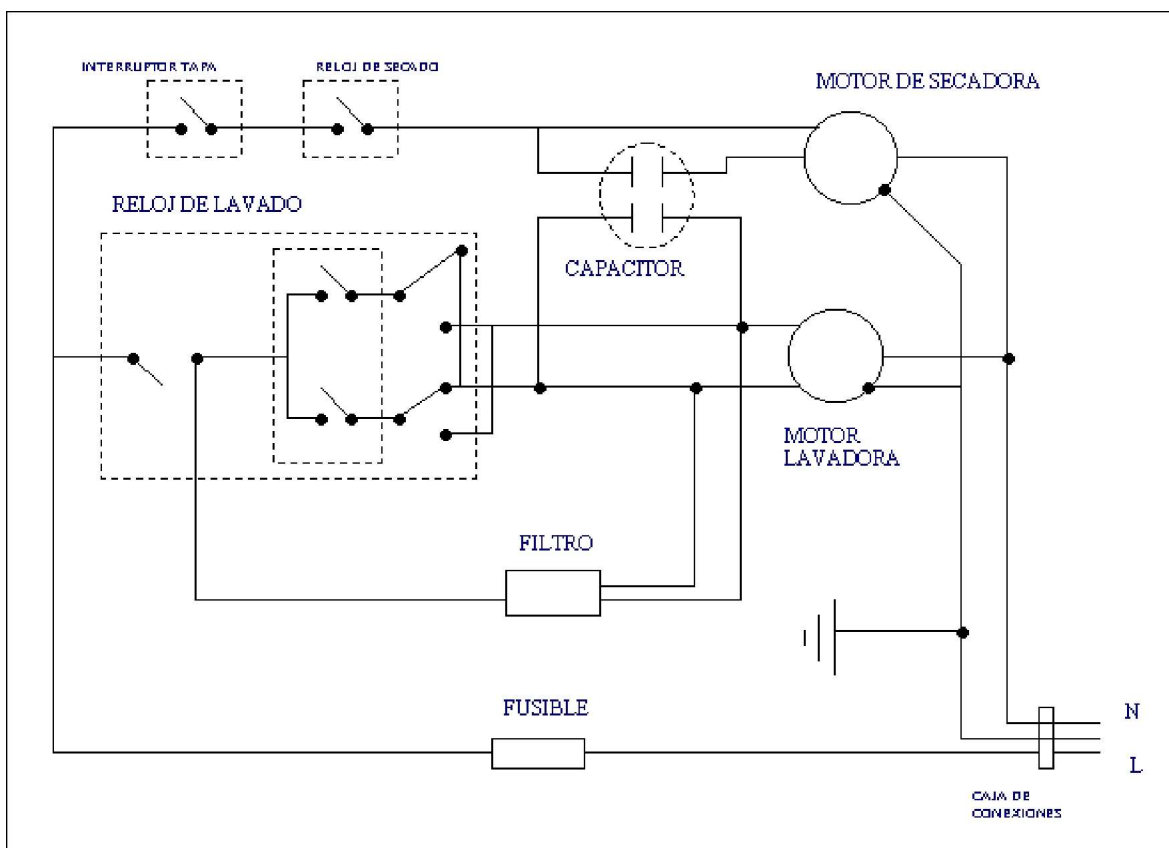 INTERRUPTOR TAPA
RELOJ DE SECADO
MOTOR DE SECADORA
RELOJ DE LAVADO
CAPACITOR
MOTOR
LAVADORA
FILTRO
FUSIBLE
N
L
CAJA DE
CONEXIONES